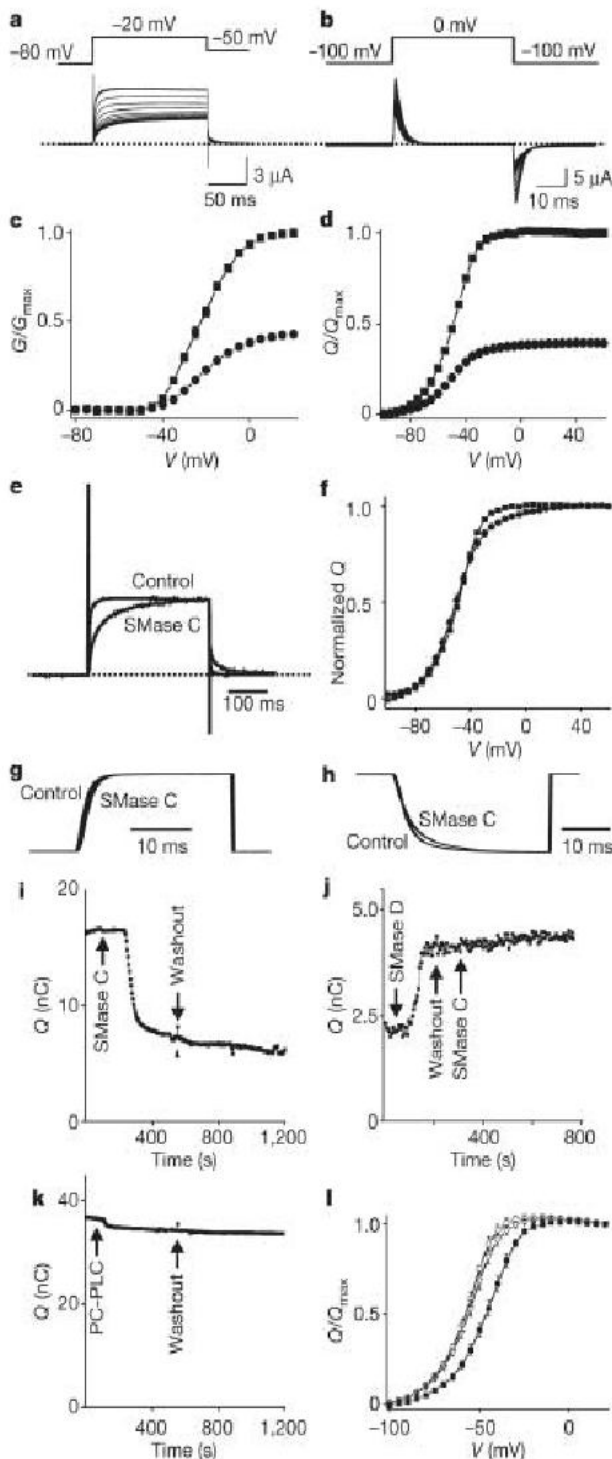 a
−20 mV
−80 mV
−50 mV
3 µA
50 ms
b
0 mV
−100 mV
−100 mV
5 µA
10 ms
c
1.0
0.5
0
G/Gmax
−80
−40
0
V (mV)
d
1.0
0.5
0
Q/Qmax
−80
−40
0
40
V (mV)
e
Control
SMase C
100 ms
f
1.0
0.5
0
Normalized Q
−80
−40
0
40
V (mV)
g
Control
SMase C
10 ms
h
SMase C
Control
10 ms
i
20
10
0
Q (nC)
SMase C
Washout
400
800
1,200
Time (s)
j
5.0
2.5
0
Q (nC)
SMase D
Washout
SMase C
400
800
Time (s)
k
40
20
0
Q (nC)
PC-PLC
Washout
400
800
1,200
Time (s)
l
1.0
0.5
0
Q/Qmax
−100
−50
0
V (mV)